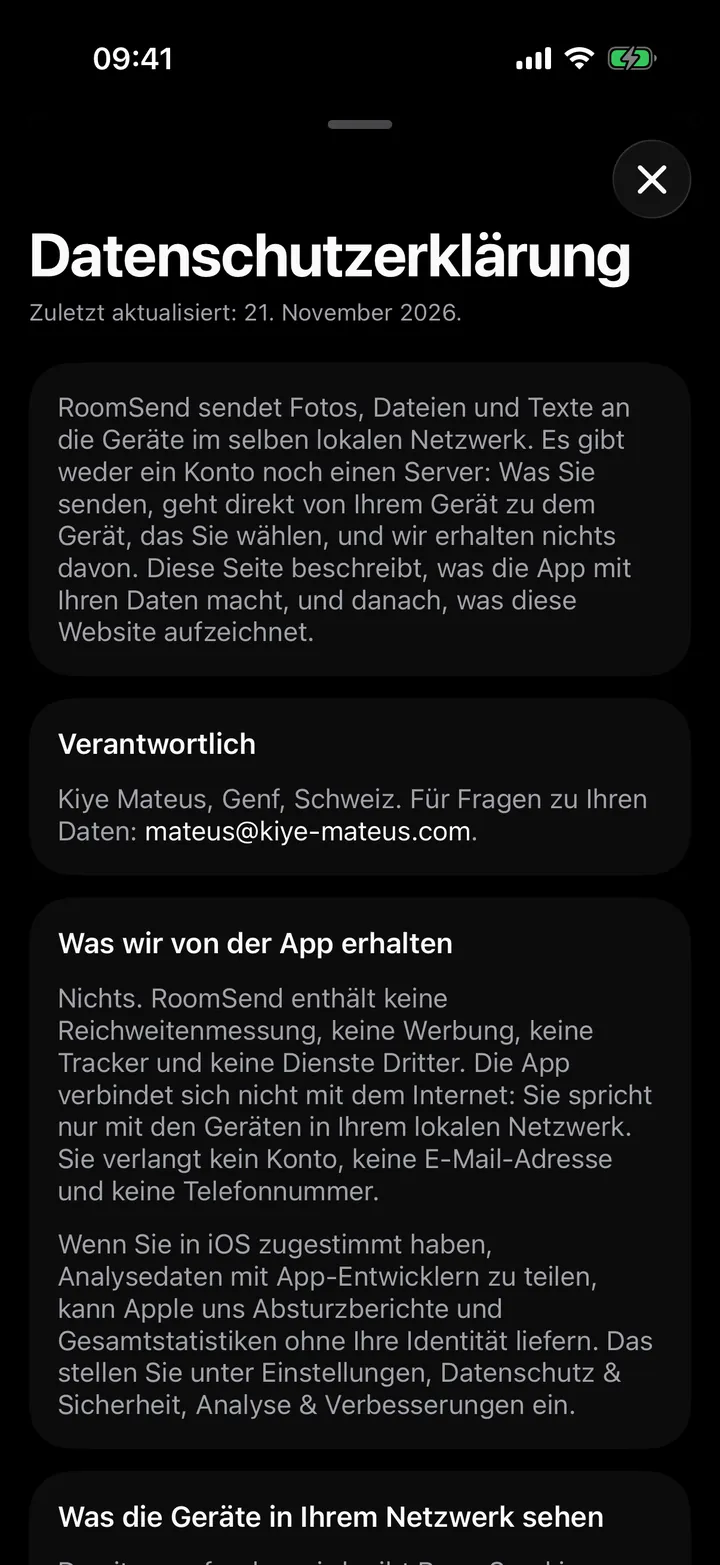 09:41
Datenschutzerklärung
Zuletzt aktualisiert: 21. November 2026.
RoomSend sendet Fotos, Dateien und Texte an
die Geräte im selben lokalen Netzwerk. Es gibt
weder ein Konto noch einen Server: Was Sie
senden, geht direkt von Ihrem Gerät zu dem
Gerät, das Sie wählen, und wir erhalten nichts
davon. Diese Seite beschreibt, was die App mit
Ihren Daten macht, und danach, was diese
Website aufzeichnet.
Verantwortlich
Kiye Mateus, Genf, Schweiz. Für Fragen zu Ihren
Daten: mateus@kiye-mateus.com.
Was wir von der App erhalten
Nichts. RoomSend enthält keine
Reichweitenmessung, keine Werbung, keine
Tracker und keine Dienste Dritter. Die App
verbindet sich nicht mit dem Internet: Sie spricht
nur mit den Geräten in Ihrem lokalen Netzwerk.
Sie verlangt kein Konto, keine E-Mail-Adresse
und keine Telefonnummer.
Wenn Sie in iOS zugestimmt haben,
Analysedaten mit App-Entwicklern zu teilen,
kann Apple uns Absturzberichte und
Gesamtstatistiken ohne Ihre Identität liefern. Das
stellen Sie unter Einstellungen, Datenschutz &
Sicherheit, Analyse & Verbesserungen ein.
Was die Geräte in Ihrem Netzwerk sehen